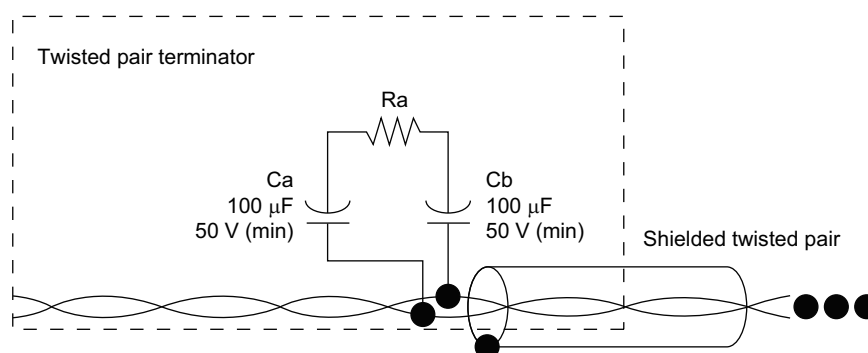 Twisted pair terminator
Ra
Ca
100 μF
50 V (min)
Cb
100 μF
50 V (min)
Shielded twisted pair